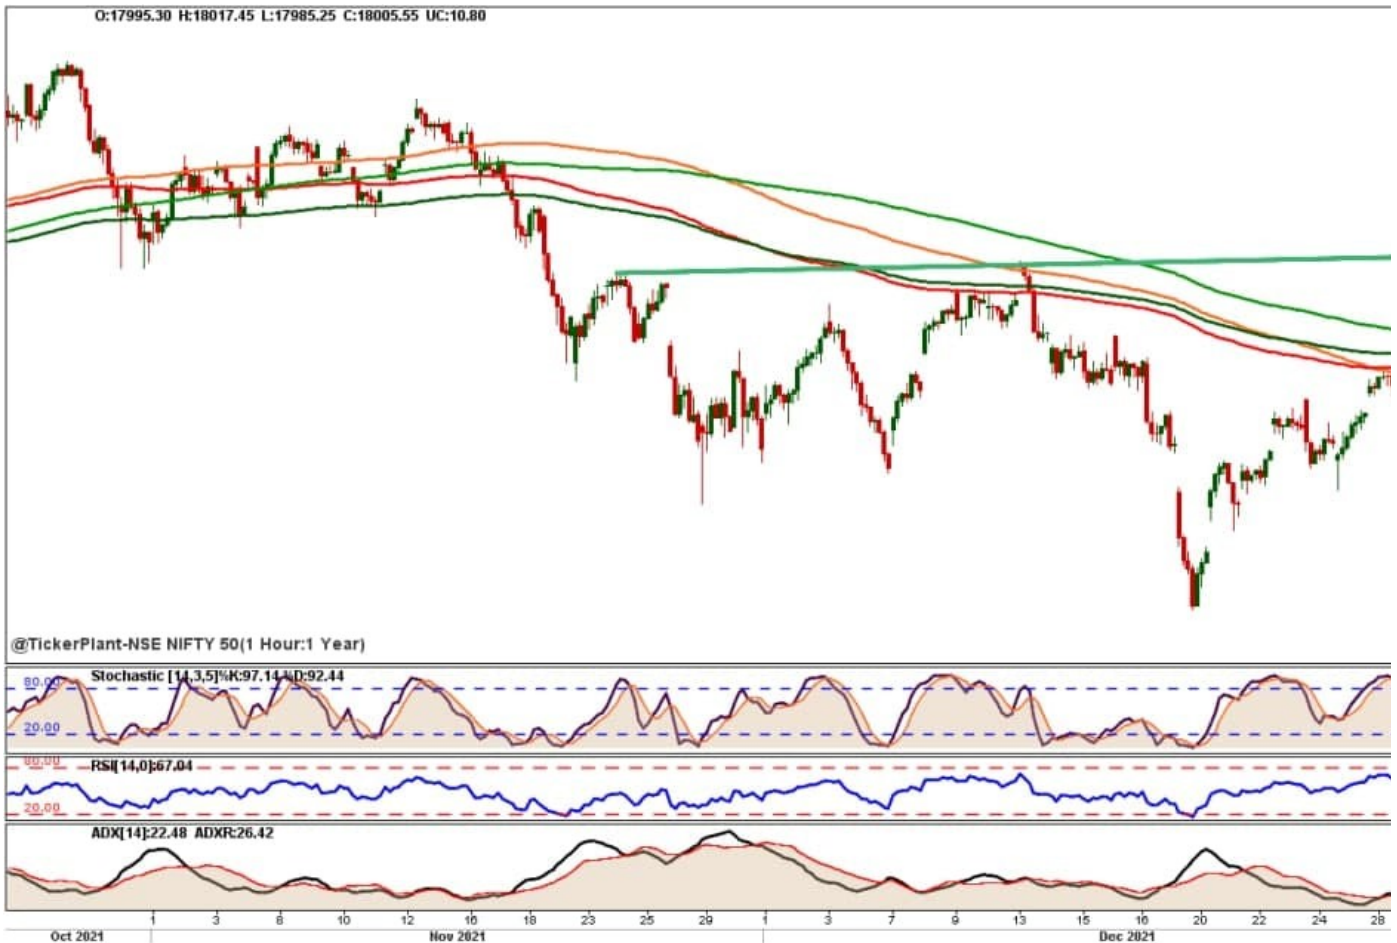 O:17995.30 H:18017.45 L:17985.25 C:18005.55 UC:10.80
@TickerPlant-NSE NIFTY 50(1 Hour:1 Year)
Stochastic [14,3,5]%K:97.14 %D:92.44
80.00
20.00
RSI[14,0]:67.04
80.00
20.00
ADX[14]:22.48 ADXR:26.42
1 3 8 10 12 16 18 23 25 29 1 3 7 9 13 15 16 20 22 24 28
Oct 2021 Nov 2021 Dec 2021